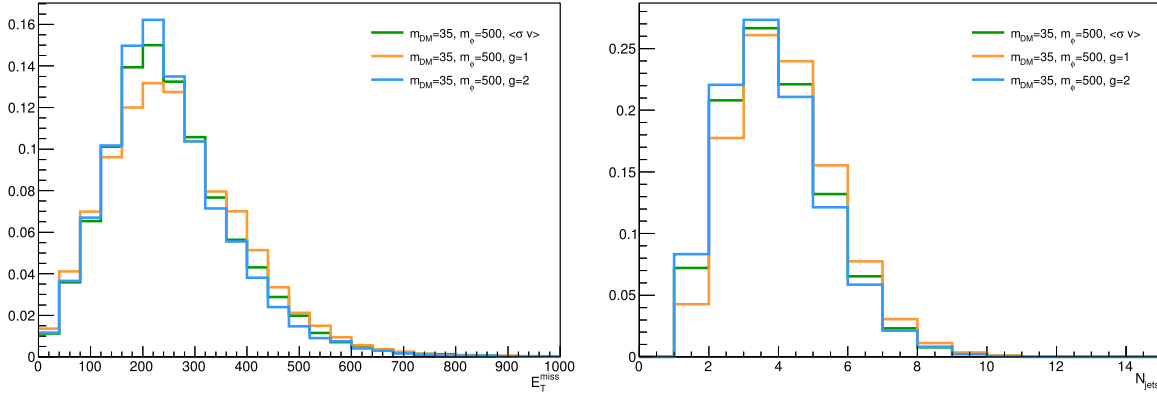 0.16
0.14
0.12
0.1
0.08
0.06
0.04
0.02
0
m_DM=35, m_ϕ=500, <σ v>
m_DM=35, m_ϕ=500, g=1
m_DM=35, m_ϕ=500, g=2
0 100 200 300 400 500 600 700 800 900 1000
E_T^miss
0.25
0.2
0.15
0.1
0.05
0
m_DM=35, m_ϕ=500, <σ v>
m_DM=35, m_ϕ=500, g=1
m_DM=35, m_ϕ=500, g=2
0 2 4 6 8 10 12 14
N_jets